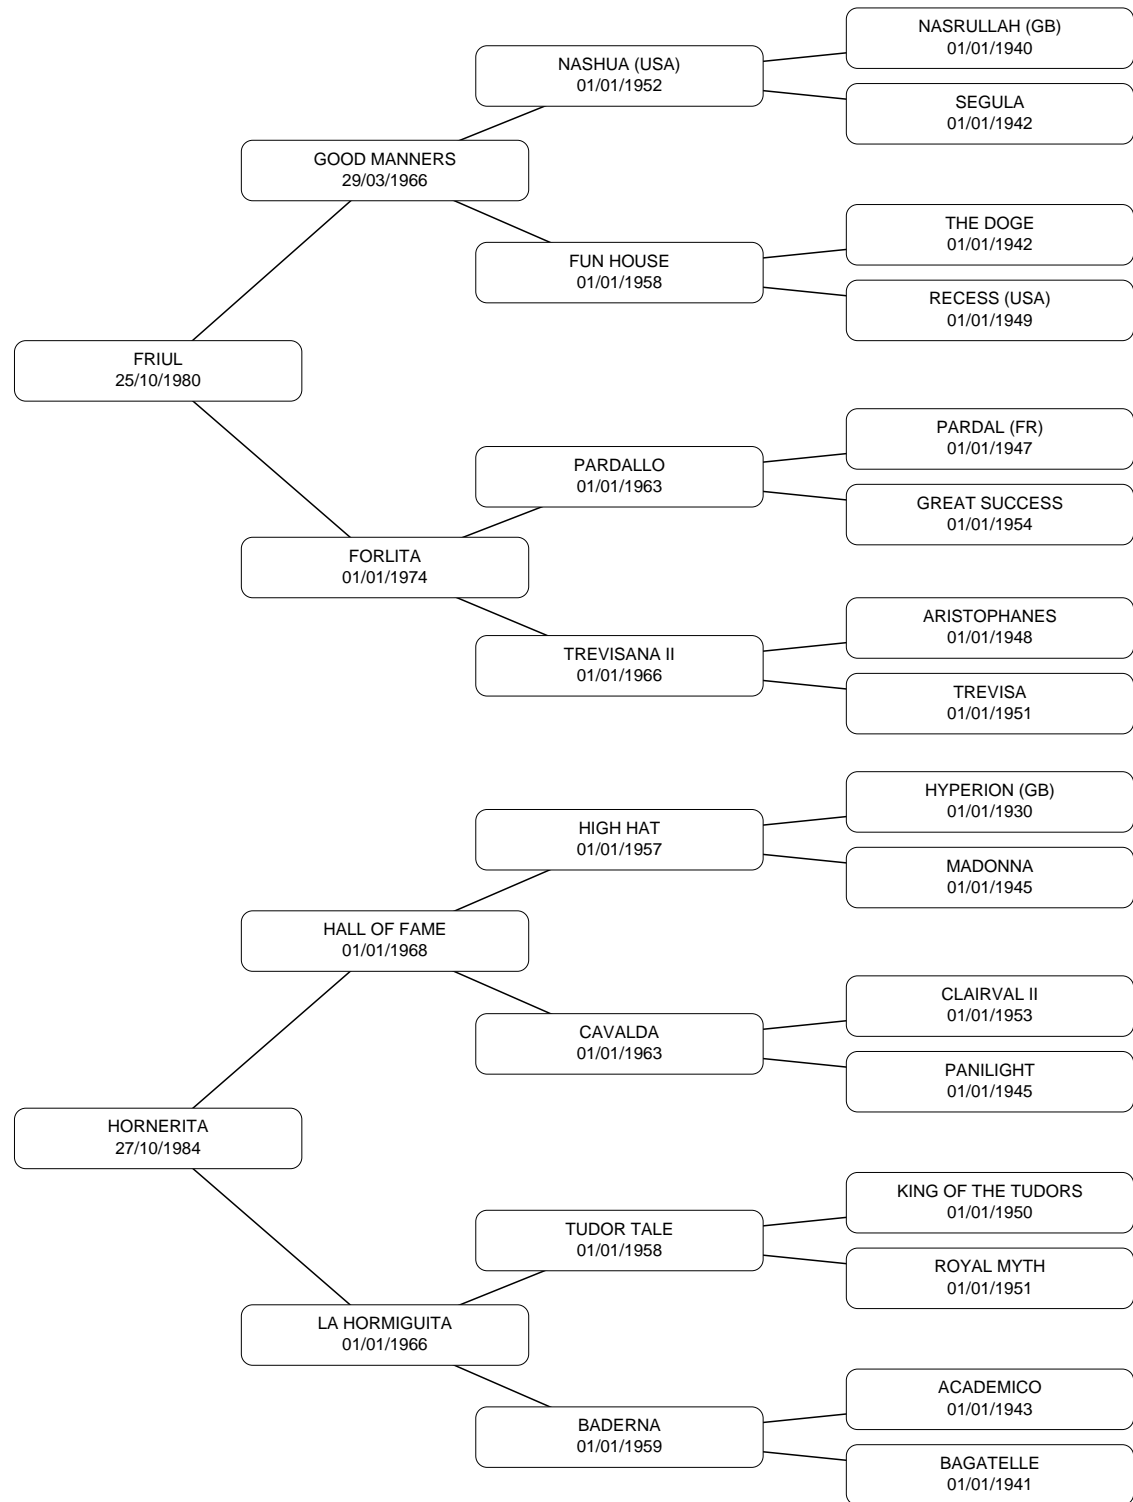 NASRULLAH (GB)
01/01/1940
NASHUA (USA)
01/01/1952
SEGULA
01/01/1942
GOOD MANNERS
29/03/1966
THE DOGE
01/01/1942
FUN HOUSE
01/01/1958
RECESS (USA)
01/01/1949
FRIUL
25/10/1980
PARDAL (FR)
01/01/1947
PARDALLO
01/01/1963
GREAT SUCCESS
01/01/1954
FORLITA
01/01/1974
ARISTOPHANES
01/01/1948
TREVISANA II
01/01/1966
TREVISA
01/01/1951
HYPERION (GB)
01/01/1930
HIGH HAT
01/01/1957
MADONNA
01/01/1945
HALL OF FAME
01/01/1968
CLAIRVAL II
01/01/1953
CAVALDA
01/01/1963
PANILIGHT
01/01/1945
HORNERITA
27/10/1984
KING OF THE TUDORS
01/01/1950
TUDOR TALE
01/01/1958
ROYAL MYTH
01/01/1951
LA HORMIGUITA
01/01/1966
ACADEMICO
01/01/1943
BADERNA
01/01/1959
BAGATELLE
01/01/1941